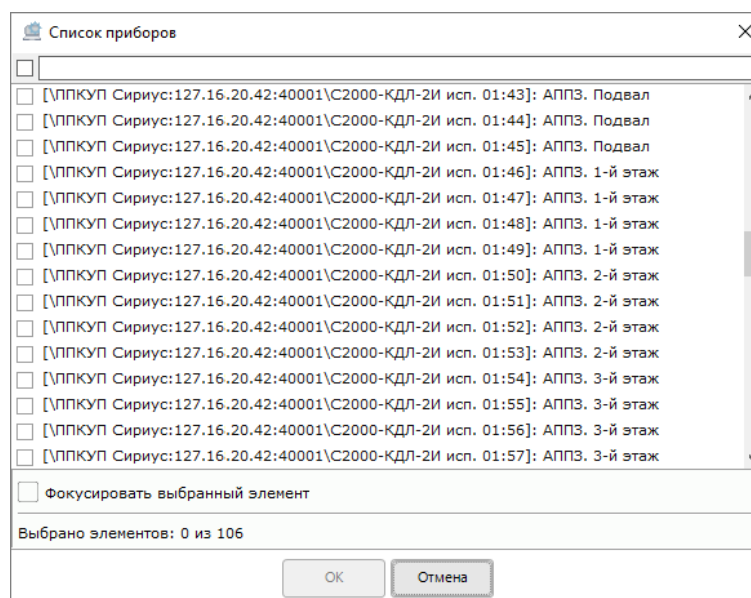 Список приборов
[\ППКУП Сириус:127.16.20.42:40001\С2000-КДЛ-2И исп. 01:43]: АППЗ. Подвал
[\ППКУП Сириус:127.16.20.42:40001\С2000-КДЛ-2И исп. 01:44]: АППЗ. Подвал
[\ППКУП Сириус:127.16.20.42:40001\С2000-КДЛ-2И исп. 01:45]: АППЗ. Подвал
[\ППКУП Сириус:127.16.20.42:40001\С2000-КДЛ-2И исп. 01:46]: АППЗ. 1-й этаж
[\ППКУП Сириус:127.16.20.42:40001\С2000-КДЛ-2И исп. 01:47]: АППЗ. 1-й этаж
[\ППКУП Сириус:127.16.20.42:40001\С2000-КДЛ-2И исп. 01:48]: АППЗ. 1-й этаж
[\ППКУП Сириус:127.16.20.42:40001\С2000-КДЛ-2И исп. 01:49]: АППЗ. 1-й этаж
[\ППКУП Сириус:127.16.20.42:40001\С2000-КДЛ-2И исп. 01:50]: АППЗ. 2-й этаж
[\ППКУП Сириус:127.16.20.42:40001\С2000-КДЛ-2И исп. 01:51]: АППЗ. 2-й этаж
[\ППКУП Сириус:127.16.20.42:40001\С2000-КДЛ-2И исп. 01:52]: АППЗ. 2-й этаж
[\ППКУП Сириус:127.16.20.42:40001\С2000-КДЛ-2И исп. 01:53]: АППЗ. 2-й этаж
[\ППКУП Сириус:127.16.20.42:40001\С2000-КДЛ-2И исп. 01:54]: АППЗ. 3-й этаж
[\ППКУП Сириус:127.16.20.42:40001\С2000-КДЛ-2И исп. 01:55]: АППЗ. 3-й этаж
[\ППКУП Сириус:127.16.20.42:40001\С2000-КДЛ-2И исп. 01:56]: АППЗ. 3-й этаж
[\ППКУП Сириус:127.16.20.42:40001\С2000-КДЛ-2И исп. 01:57]: АППЗ. 3-й этаж
Фокусировать выбранный элемент
Выбрано элементов: 0 из 106
ОК Отмена